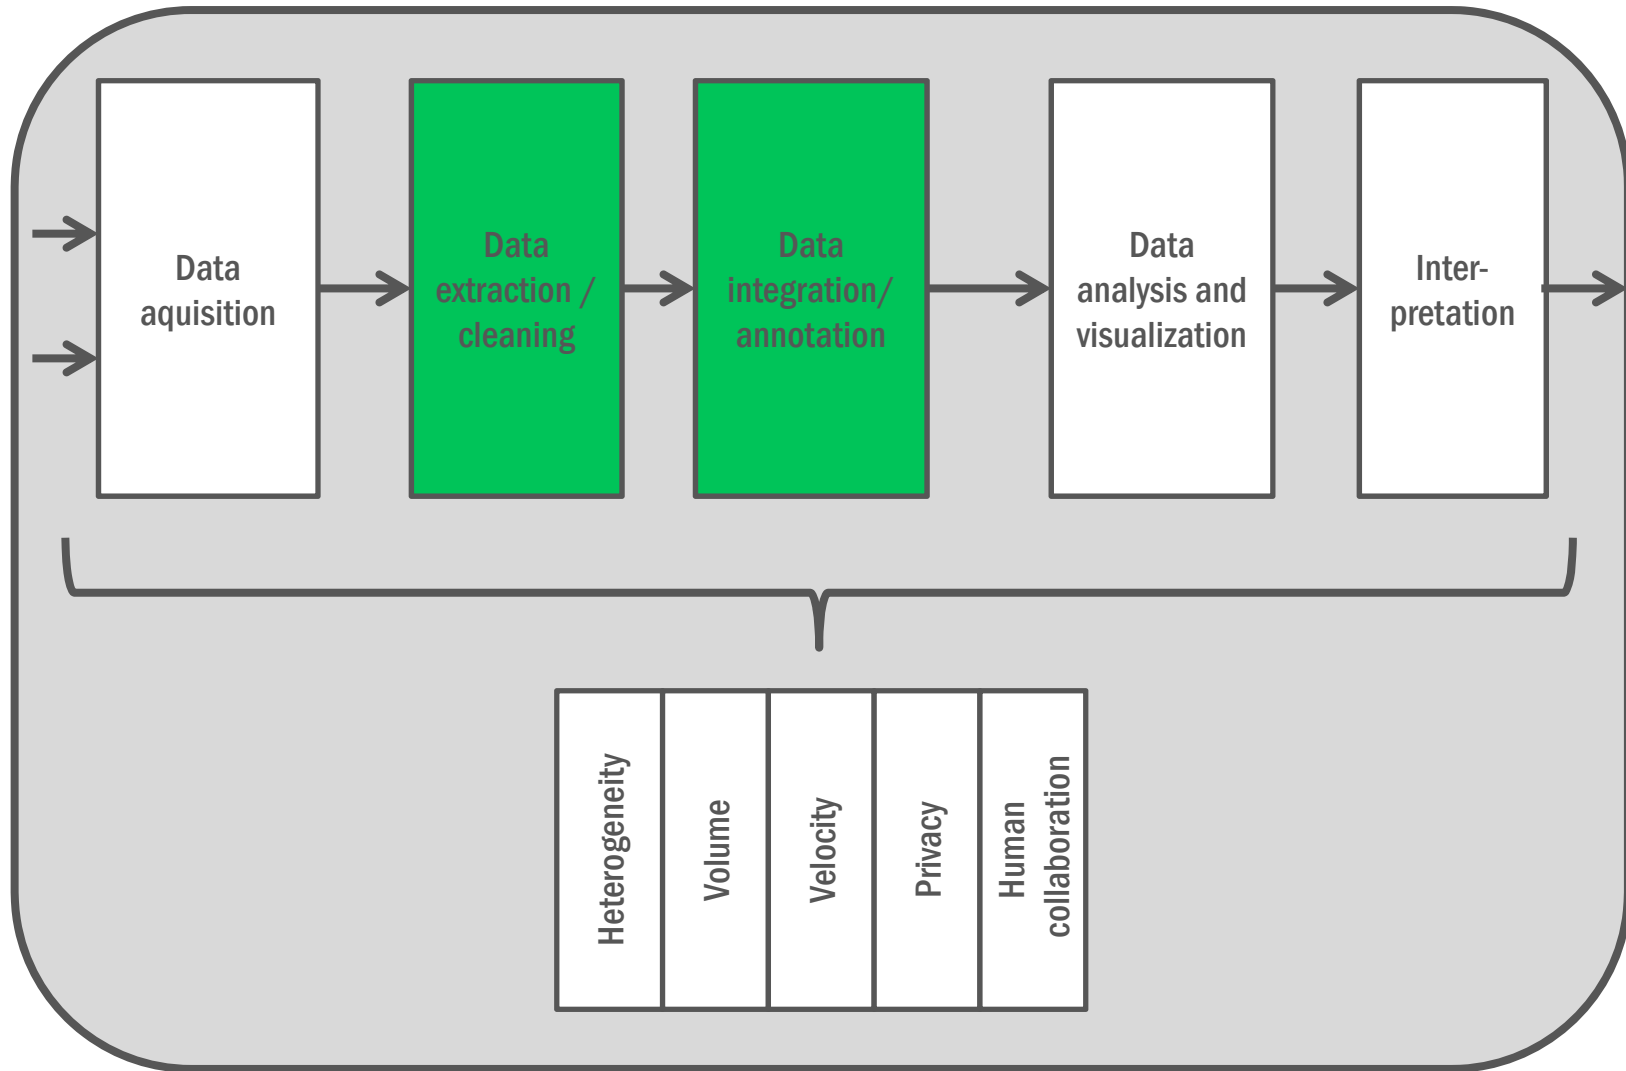 Data
aquisition
Data
extraction /
cleaning
Data
integration/
annotation
Data
analysis and
visualization
Inter-
pretation
Heterogeneity
Volume
Velocity
Privacy
Human
collaboration